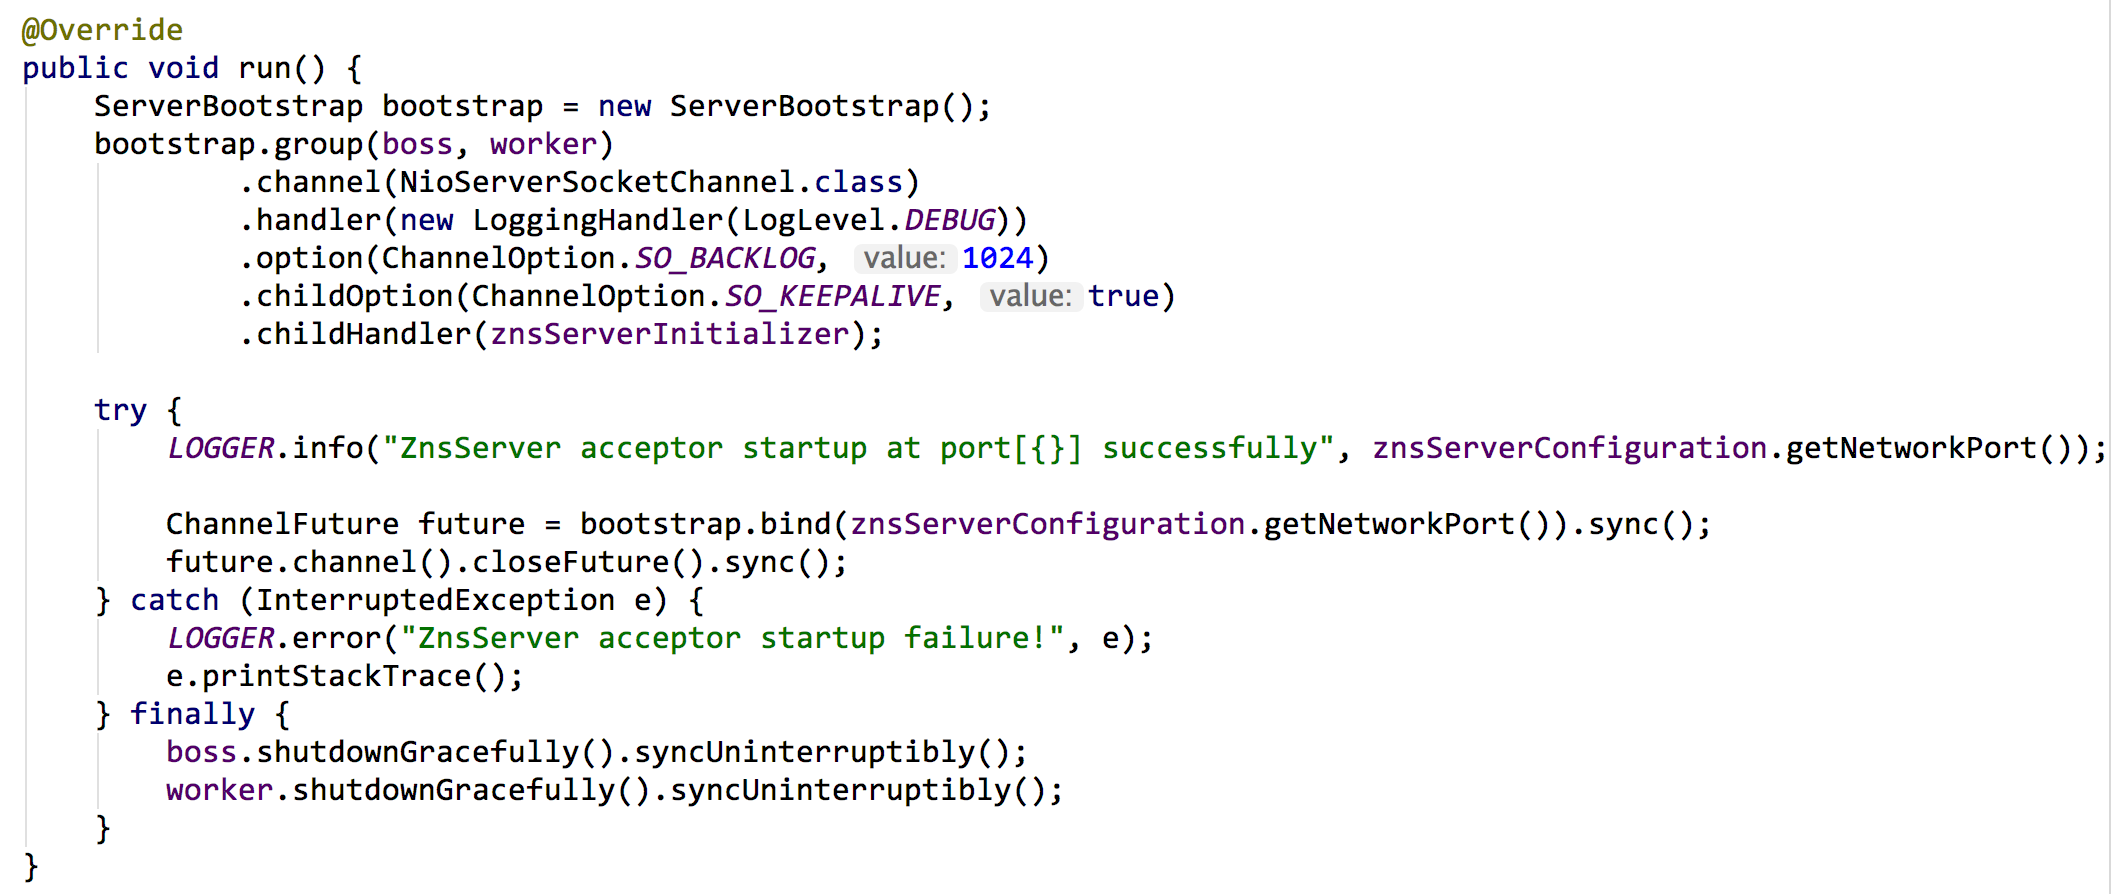 @Override
public void run() {
    ServerBootstrap bootstrap = new ServerBootstrap();
    bootstrap.group(boss, worker)
            .channel(NioServerSocketChannel.class)
            .handler(new LoggingHandler(LogLevel.DEBUG))
            .option(ChannelOption.SO_BACKLOG, value: 1024)
            .childOption(ChannelOption.SO_KEEPALIVE, value: true)
            .childHandler(znsServerInitializer);
    try {
        LOGGER.info("ZnsServer acceptor startup at port[{}] successfully", znsServerConfiguration.getNetworkPort());
        ChannelFuture future = bootstrap.bind(znsServerConfiguration.getNetworkPort()).sync();
        future.channel().closeFuture().sync();
    } catch (InterruptedException e) {
        LOGGER.error("ZnsServer acceptor startup failure!", e);
        e.printStackTrace();
    } finally {
        boss.shutdownGracefully().syncUninterruptibly();
        worker.shutdownGracefully().syncUninterruptibly();
    }
}